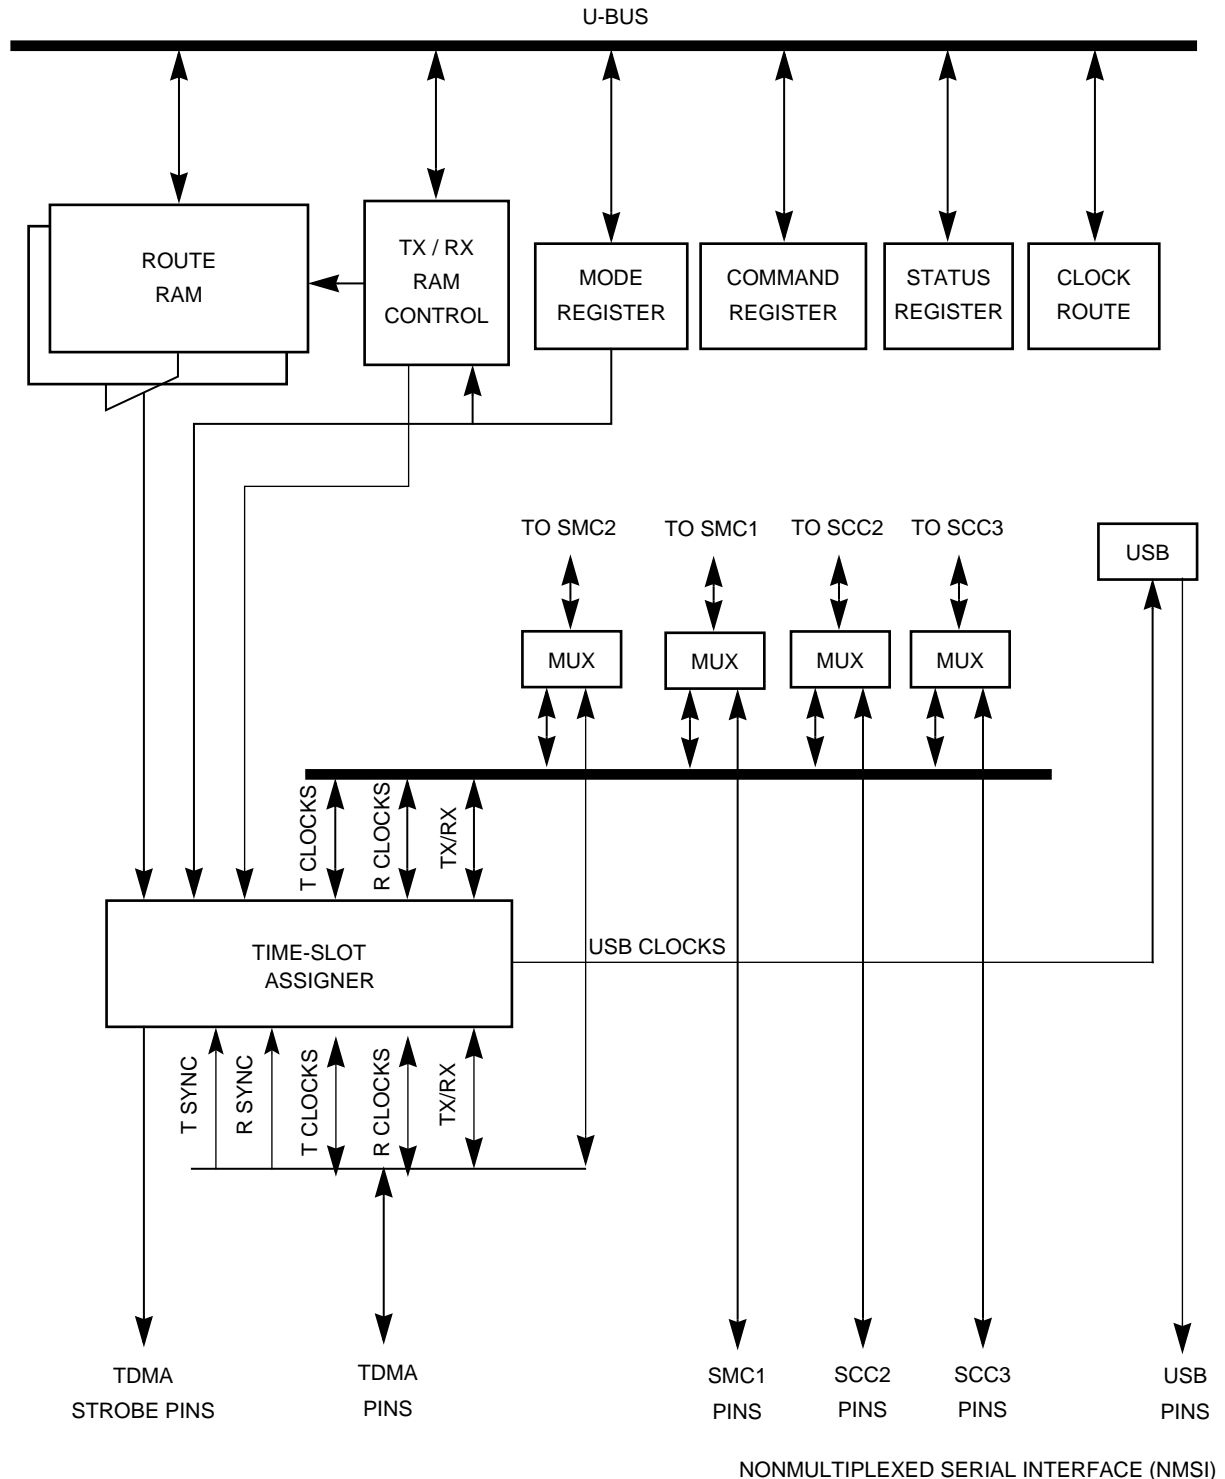 U-BUS
ROUTE
RAM
TX / RX
RAM
CONTROL
MODE
REGISTER
COMMAND
REGISTER
STATUS
REGISTER
CLOCK
ROUTE
TO SMC2
TO SMC1
TO SCC2
TO SCC3
USB
MUX
MUX
MUX
MUX
T CLOCKS
R CLOCKS
TX/RX
TIME-SLOT
ASSIGNER
USB CLOCKS
T SYNC
R SYNC
T CLOCKS
R CLOCKS
TX/RX
TDMA
STROBE PINS
TDMA
PINS
SMC1
PINS
SCC2
PINS
SCC3
PINS
USB
PINS
NONMULTIPLEXED SERIAL INTERFACE (NMSI)